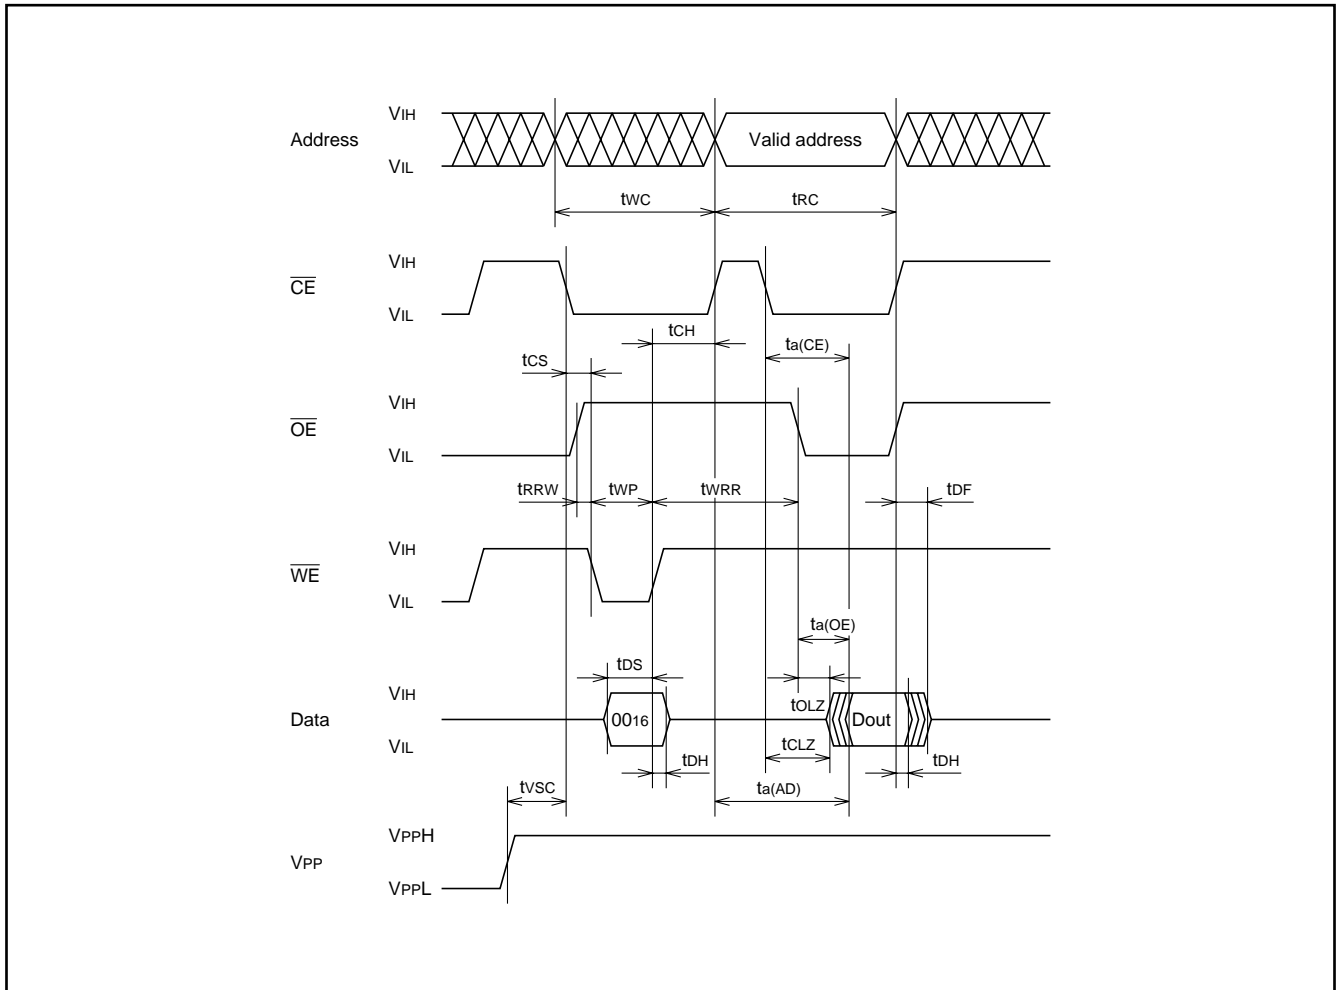 VIH
Address
Valid address
VIL
tWC
tRC
VIH
CE
VIL
tCH
ta(CE)
tCS
VIH
OE
VIL
tRRW
tWP
tWRR
tDF
VIH
WE
VIL
ta(OE)
tDS
VIH
tOLZ
Data
0016
Dout
VIL
tCLZ
tDH
tDH
tVSC
ta(AD)
VPPH
VPP
VPPL